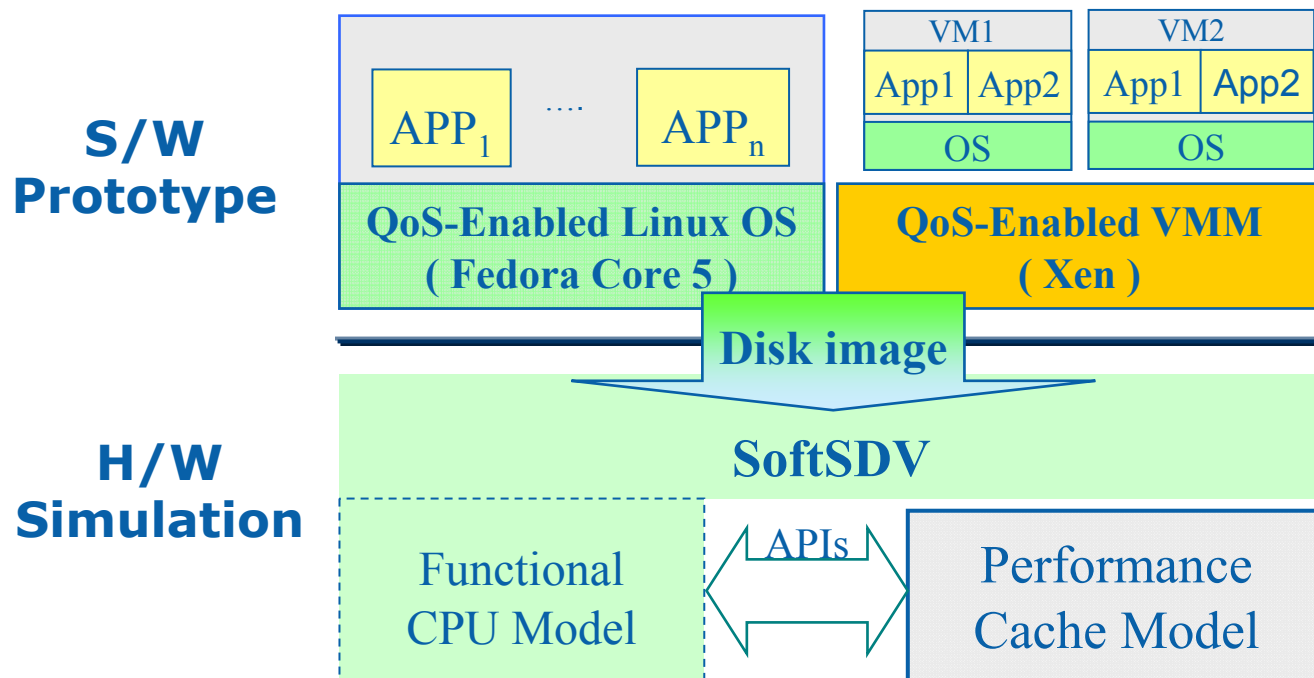 S/W
Prototype
APP1
....
APPn
QoS-Enabled Linux OS
( Fedora Core 5 )
VM1
App1
App2
OS
VM2
App1
App2
OS
QoS-Enabled VMM
( Xen )
Disk image
H/W
Simulation
SoftSDV
Functional
CPU Model
APIs
Performance
Cache Model